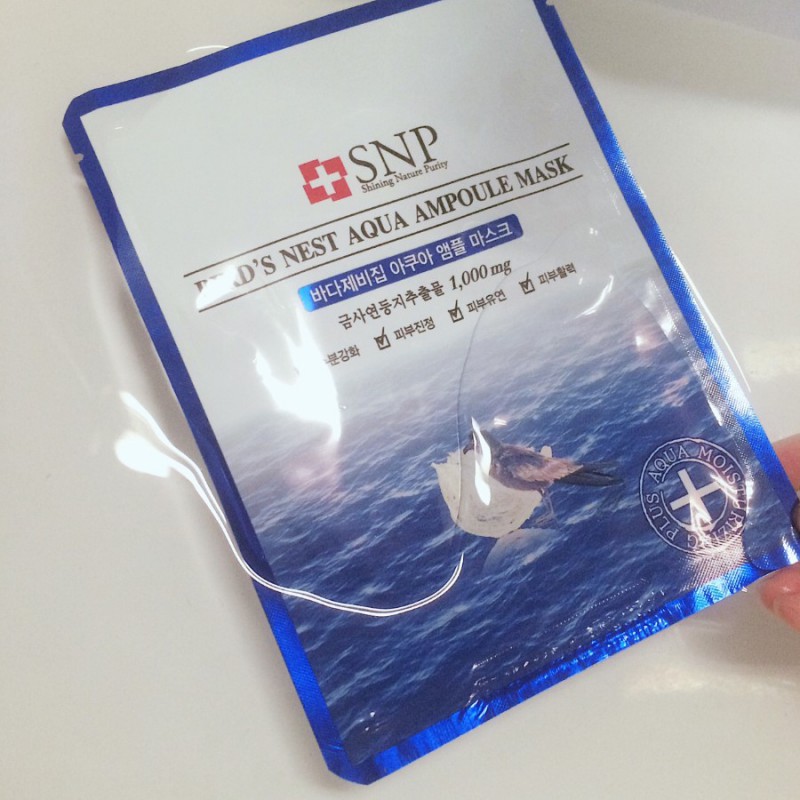 SNP
Shining Nature Purity
BIRD'S NEST AQUA AMPOULE MASK
바다제비집 아쿠아 앰플 마스크
금사연둥지추출물 1,000 mg
피부진정 피부유연 피부활력
PLUS AQUA MOISTURIZING